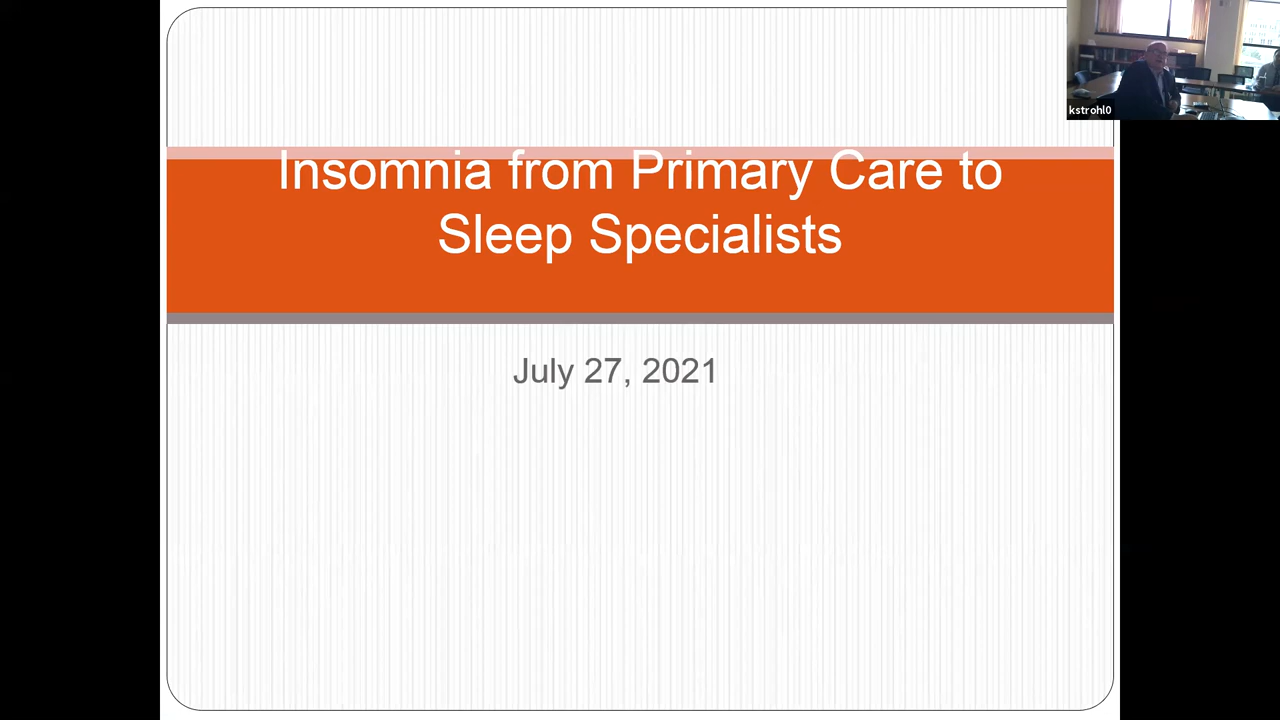 kstrohl0
Insomnia from Primary Care to
Sleep Specialists
July 27, 2021